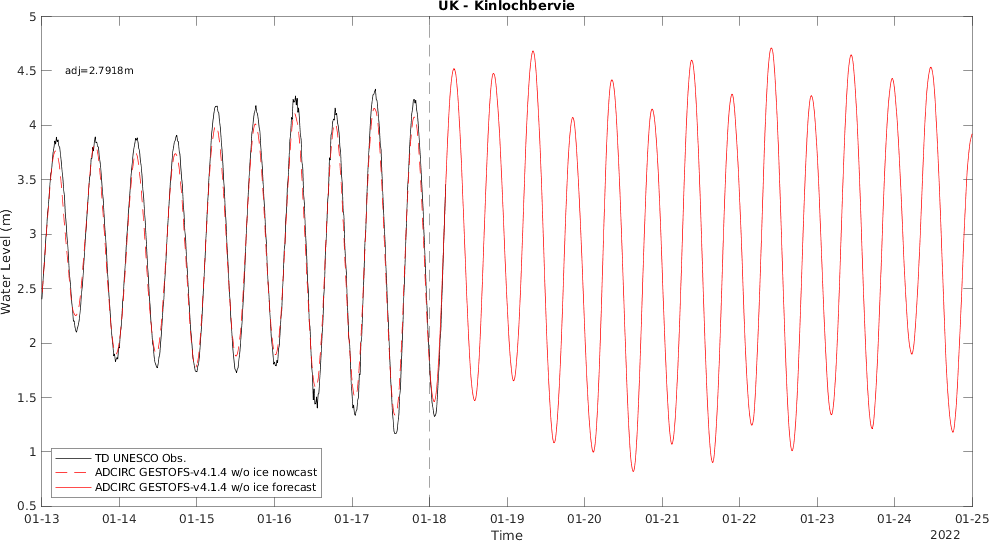 UK - Kinlochbervie
adj=2.7918m
Water Level (m)
5
4.5
4
3.5
3
2.5
2
1.5
1
0.5
TD UNESCO Obs.
ADCIRC GESTOFS-v4.1.4 w/o ice nowcast
ADCIRC GESTOFS-v4.1.4 w/o ice forecast
01-13 01-14 01-15 01-16 01-17 01-18 01-19 01-20 01-21 01-22 01-23 01-24 01-25
Time
2022